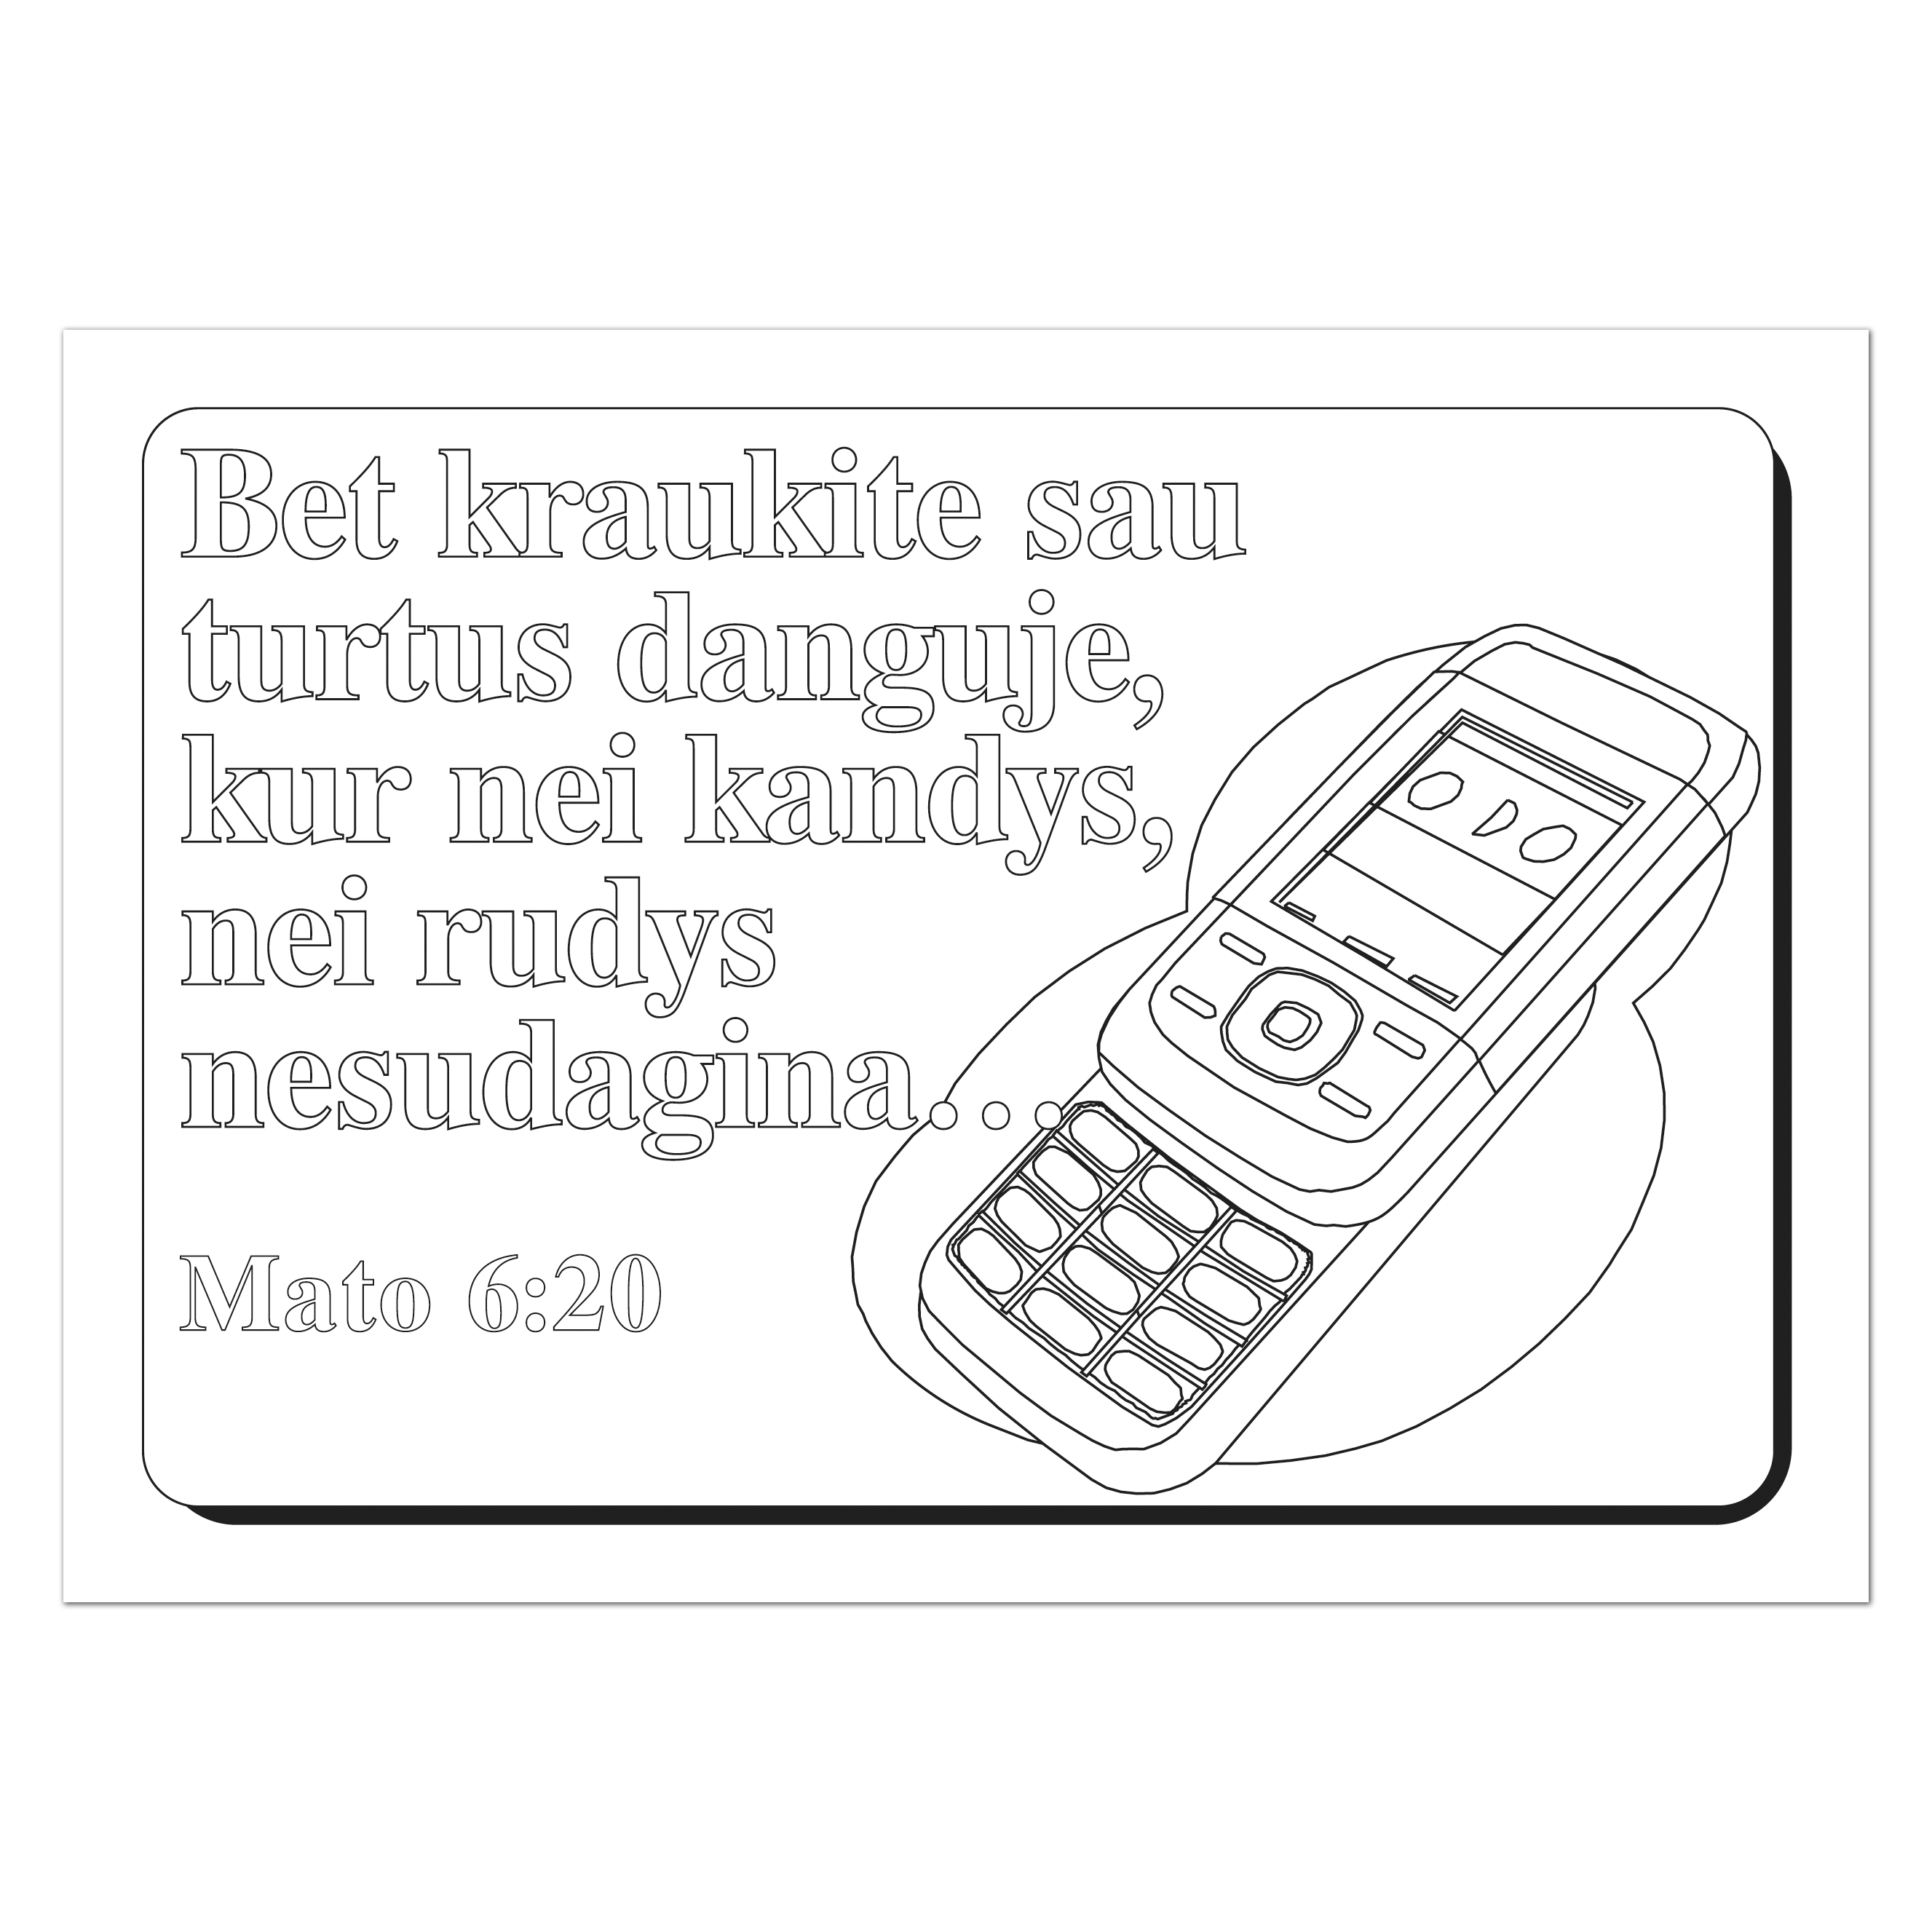 Bet kraukite sau
turtus danguje,
kur nei kandys,
nei rudys
nesudagina...
Mato 6:20